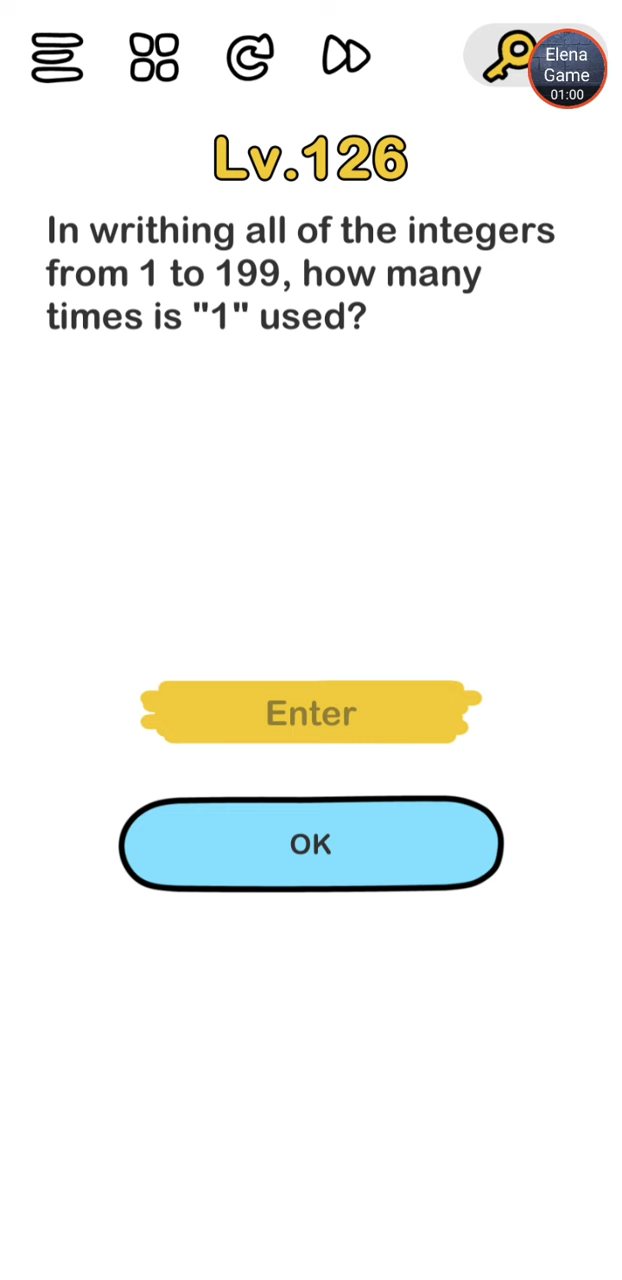 Elena
Game
01:00
Lv.126
In writhing all of the integers
from 1 to 199, how many
times is "1" used?
Enter
OK